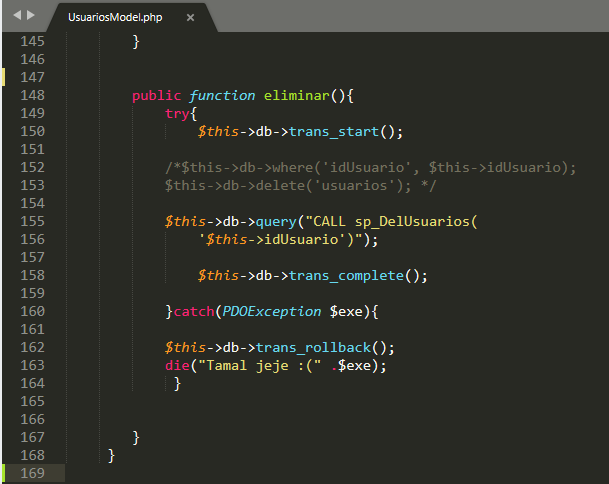 UsuariosModel.php ×
145 }
146
147
148 public function eliminar(){
149 try{
150 $this->db->trans_start();
151
152 /*$this->db->where('idUsuario', $this->idUsuario);
153 $this->db->delete('usuarios'); */
154
155 $this->db->query("CALL sp_DelUsuarios(
156 '$this->idUsuario')");
157
158 $this->db->trans_complete();
159
160 }catch(PDOException $exe){
161
162 $this->db->trans_rollback();
163 die("Tamal jeje :(" .$exe);
164 }
165
166
167 }
168 }
169